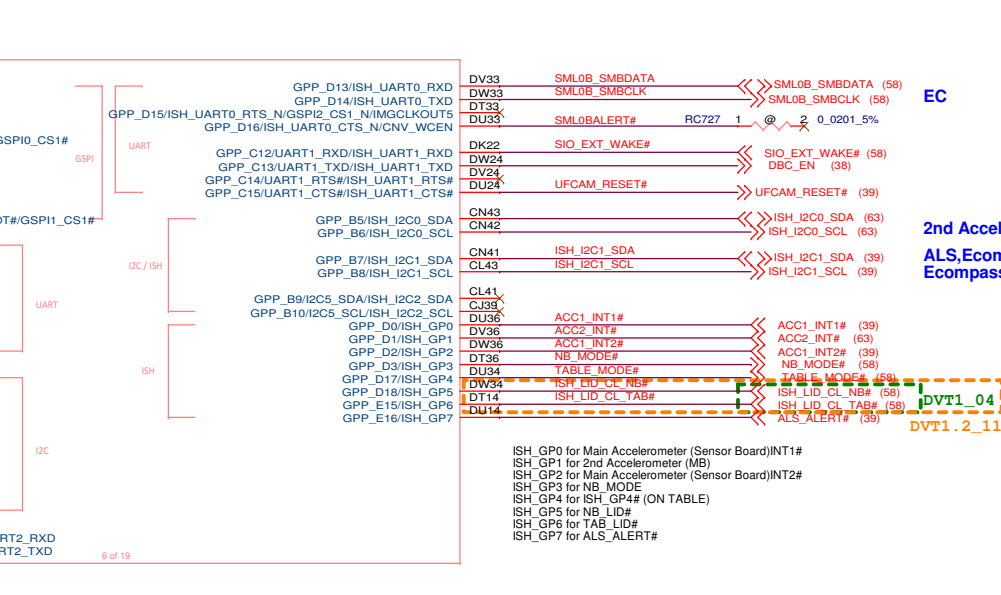 GPP_D13/ISH_UART0_RXD DV33 SML0B_SMBDATA SML0B_SMBDATA (58)
GPP_D14/ISH_UART0_TXD DW33 SML0B_SMBCLK SML0B_SMBCLK (58) EC
GPP_D15/ISH_UART0_RTS_N/GSPI2_CS1_N/IMGCLKOUT5 DT33
GPP_D16/ISH_UART0_CTS_N/CNV_WCEN DU33 SML0BALERT# RC727 1 @ 2 0_0201_5%
GSPI0_CS1#
GSPI
UART
GPP_C12/UART1_RXD/ISH_UART1_RXD DK22 SIO_EXT_WAKE# SIO_EXT_WAKE# (58)
GPP_C13/UART1_TXD/ISH_UART1_TXD DW24 DBC_EN (38)
GPP_C14/UART1_RTS#/ISH_UART1_RTS# DV24
GPP_C15/UART1_CTS#/ISH_UART1_CTS# DU24 UFCAM_RESET# UFCAM_RESET# (39)
OT#/GSPI1_CS1#
GPP_B5/ISH_I2C0_SDA CN43 ISH_I2C0_SDA (63)
GPP_B6/ISH_I2C0_SCL CN42 ISH_I2C0_SCL (63) 2nd Accel
GPP_B7/ISH_I2C1_SDA CN41 ISH_I2C1_SDA ISH_I2C1_SDA (39) ALS,Ecom
GPP_B8/ISH_I2C1_SCL CL43 ISH_I2C1_SCL ISH_I2C1_SCL (39) Ecompass
I2C / ISH
GPP_B9/I2C5_SDA/ISH_I2C2_SDA CL41
GPP_B10/I2C5_SCL/ISH_I2C2_SCL CJ39
UART
GPP_D0/ISH_GP0 DU36 ACC1_INT1# ACC1_INT1# (39)
GPP_D1/ISH_GP1 DV36 ACC2_INT# ACC2_INT# (63)
GPP_D2/ISH_GP2 DW36 ACC1_INT2# ACC1_INT2# (39)
GPP_D3/ISH_GP3 DT36 NB_MODE# NB_MODE# (58)
ISH
GPP_D17/ISH_GP4 DU34 TABLE_MODE# TABLE_MODE# (58)
GPP_D18/ISH_GP5 DW34 ISH_LID_CL_NB# ISH_LID_CL_NB# (58)
GPP_E15/ISH_GP6 DT14 ISH_LID_CL_TAB# ISH_LID_CL_TAB# (58) DVT1_04
GPP_E16/ISH_GP7 DU14 ALS_ALERT# (39)
DVT1.2_11
I2C
ISH_GP0 for Main Accelerometer (Sensor Board)INT1#
ISH_GP1 for 2nd Accelerometer (MB)
ISH_GP2 for Main Accelerometer (Sensor Board)INT2#
ISH_GP3 for NB_MODE
ISH_GP4 for ISH_GP4# (ON TABLE)
ISH_GP5 for NB_LID#
ISH_GP6 for TAB_LID#
ISH_GP7 for ALS_ALERT#
RT2_RXD
RT2_TXD
6 of 19